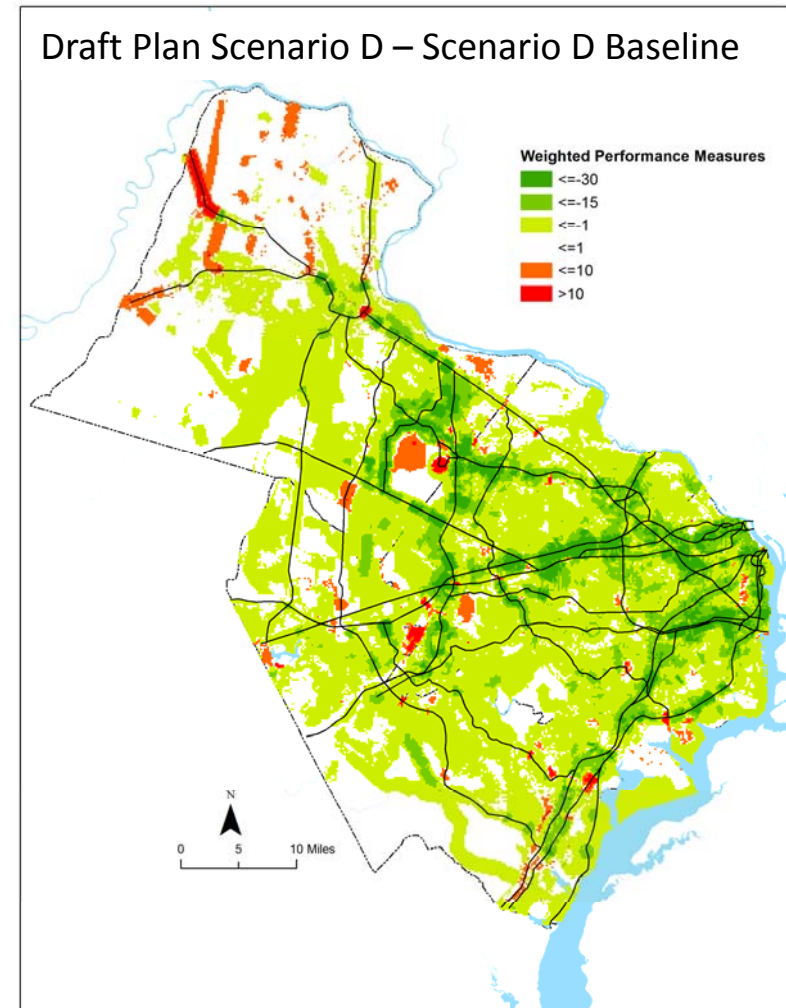 Draft Plan Scenario D – Scenario D Baseline
Weighted Performance Measures
<=-30
<=-15
<=-1
<=1
<=10
>10
N
0 5 10 Miles